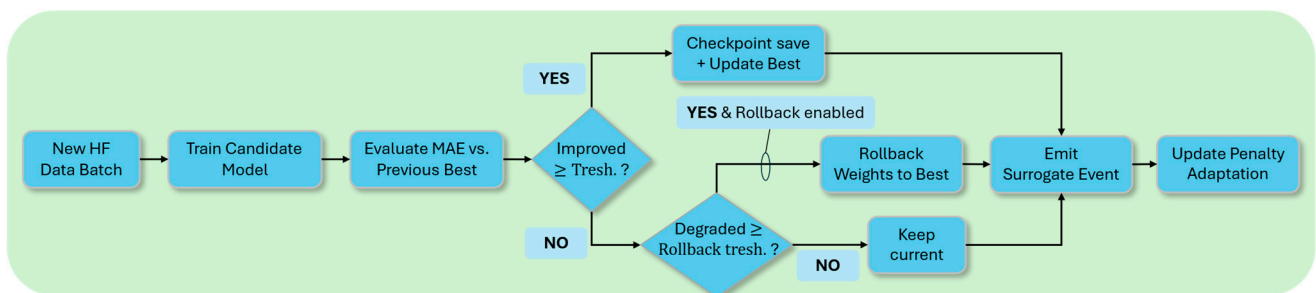 New HF
Data Batch
Train Candidate
Model
Evaluate MAE vs.
Previous Best
Improved
≥ Tresh. ?
YES
Checkpoint save
+ Update Best
NO
Degraded ≥
Rollback tresh. ?
YES & Rollback enabled
Rollback
Weights to Best
NO
Keep
current
Emit
Surrogate Event
Update Penalty
Adaptation